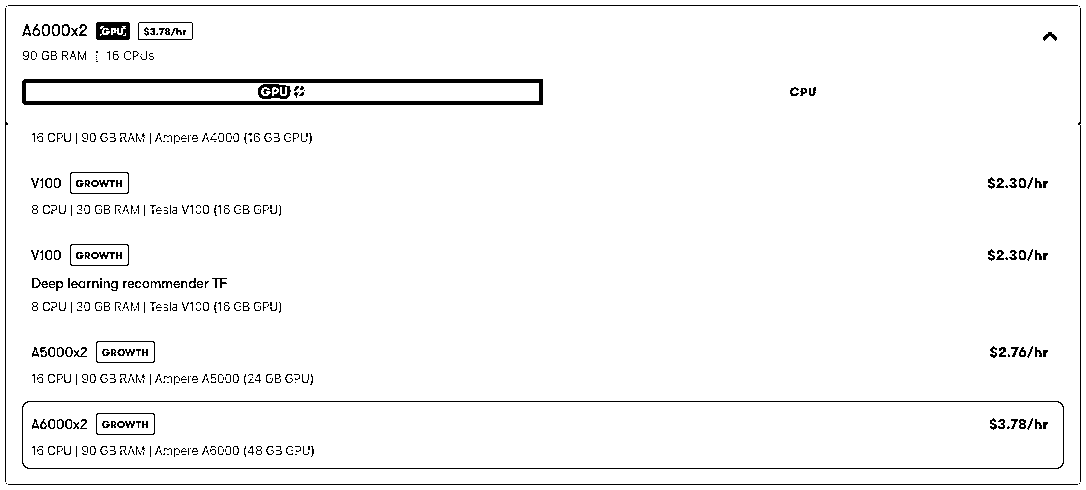 A6000x2 GPU $3.78/hr
90 GB RAM | 16 CPUs
GPU CPU
16 CPU | 90 GB RAM | Ampere A4000 (16 GB GPU)
V100 GROWTH $2.30/hr
8 CPU | 30 GB RAM | Tesla V100 (16 GB GPU)
V100 GROWTH $2.30/hr
Deep learning recommender TF
8 CPU | 30 GB RAM | Tesla V100 (16 GB GPU)
A5000x2 GROWTH $2.76/hr
16 CPU | 90 GB RAM | Ampere A5000 (24 GB GPU)
A6000x2 GROWTH $3.78/hr
16 CPU | 90 GB RAM | Ampere A6000 (48 GB GPU)